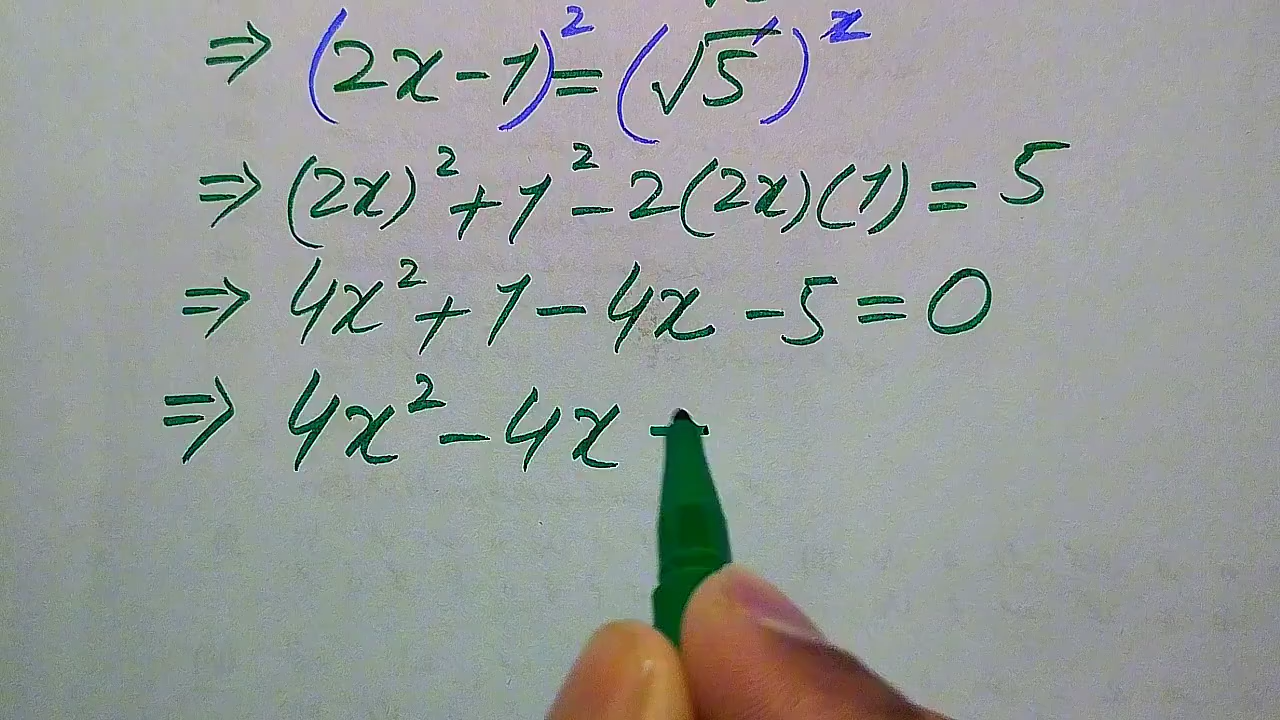 ⇒ (2x-1)² = (√5)²
⇒ (2x)² + 1² - 2(2x)(1) = 5
⇒ 4x² + 1 - 4x - 5 = 0
⇒ 4x² - 4x -